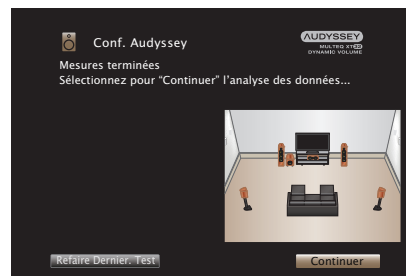 Conf. Audyssey
AUDYSSEY
MULTEQ XT32
DYNAMIC VOLUME
Mesures terminées
Sélectionnez pour “Continuer” l’analyse des données...
Refaire Dernier. Test
Continuer